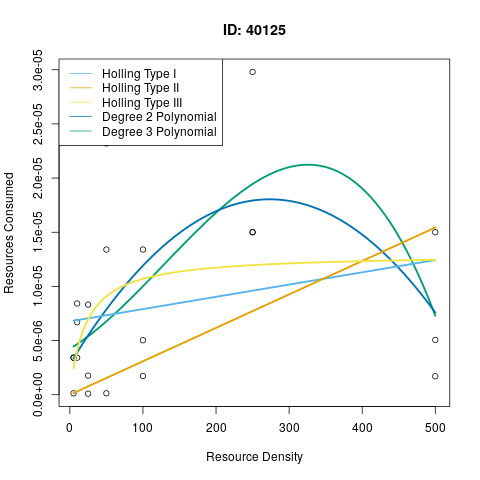 ID: 40125
Holling Type I
Holling Type II
Holling Type III
Degree 2 Polynomial
Degree 3 Polynomial
Resources Consumed
3.0e-05
2.5e-05
2.0e-05
1.5e-05
1.0e-05
5.0e-06
0.0e+00
0 100 200 300 400 500
Resource Density